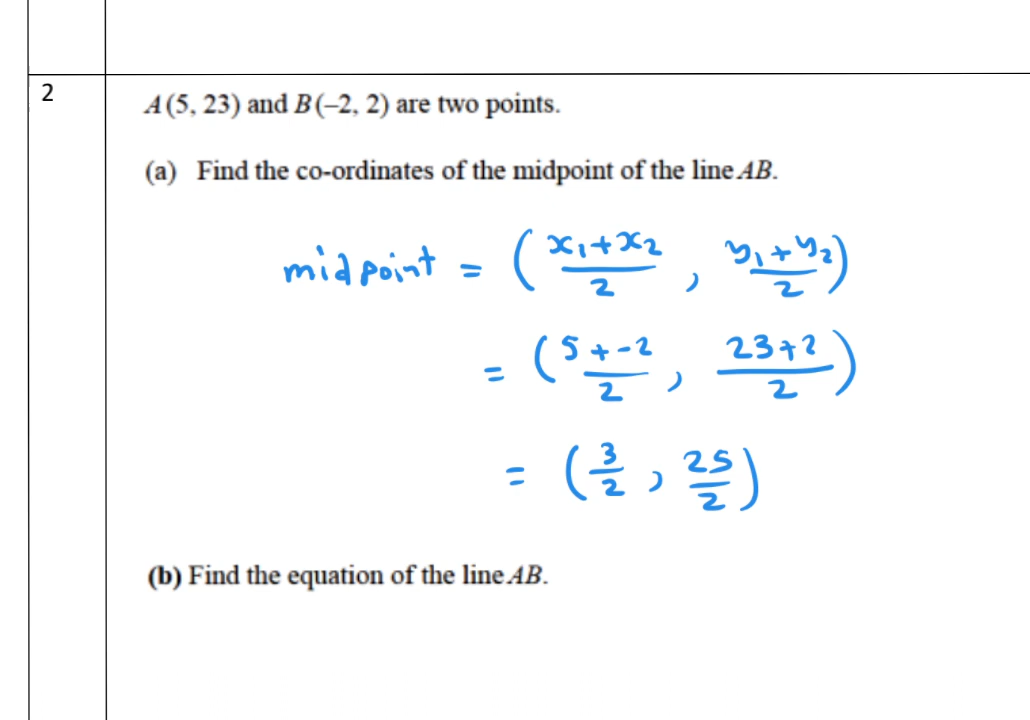 2
A(5, 23) and B(–2, 2) are two points.
(a) Find the co-ordinates of the midpoint of the line AB.
midpoint = ( x₁+x₂ / 2 , y₁+y₂ / 2 )
= ( 5+-2 / 2 , 23+2 / 2 )
= ( 3/2 , 25/2 )
(b) Find the equation of the line AB.